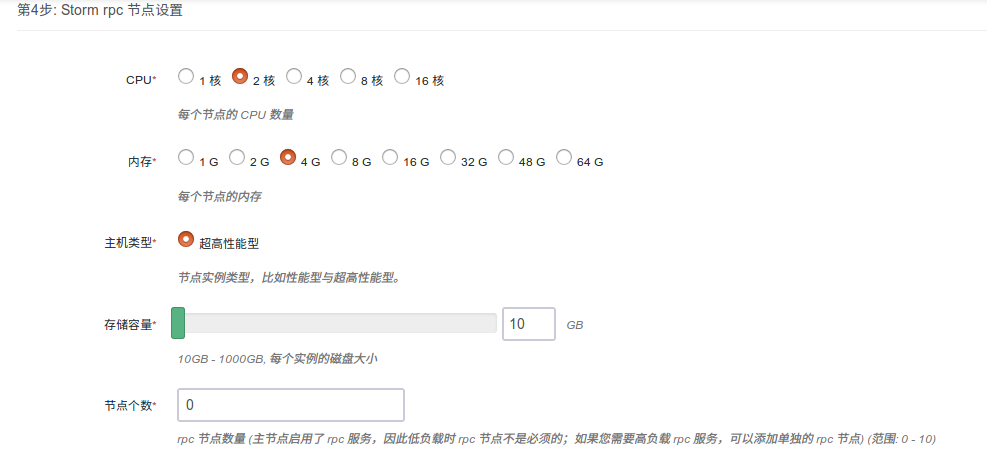 第4步: Storm rpc 节点设置
CPU* 1 核 2 核 4 核 8 核 16 核
每个节点的 CPU 数量
内存* 1 G 2 G 4 G 8 G 16 G 32 G 48 G 64 G
每个节点的内存
主机类型* 超高性能型
节点实例类型，比如性能型与超高性能型。
存储容量* 10 GB
10GB - 1000GB, 每个实例的磁盘大小
节点个数* 0
rpc 节点数量 (主节点启用了 rpc 服务，因此低负载时 rpc 节点不是必须的；如果您需要高负载 rpc 服务，可以添加单独的 rpc 节点) (范围: 0 - 10)